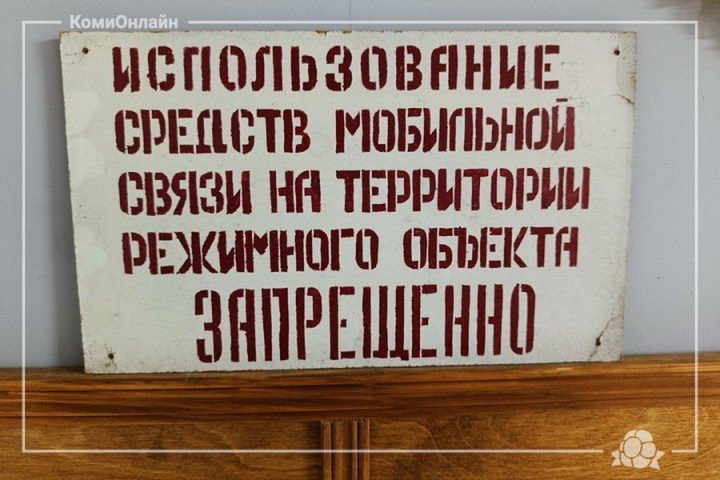 КомиОнлайн
ИСПОЛЬЗОВАНИЕ
СРЕДСТВ МОБИЛЬНОЙ
СВЯЗИ НА ТЕРРИТОРИИ
РЕЖИМНОГО ОБЪЕКТА
ЗАПРЕЩЕННО